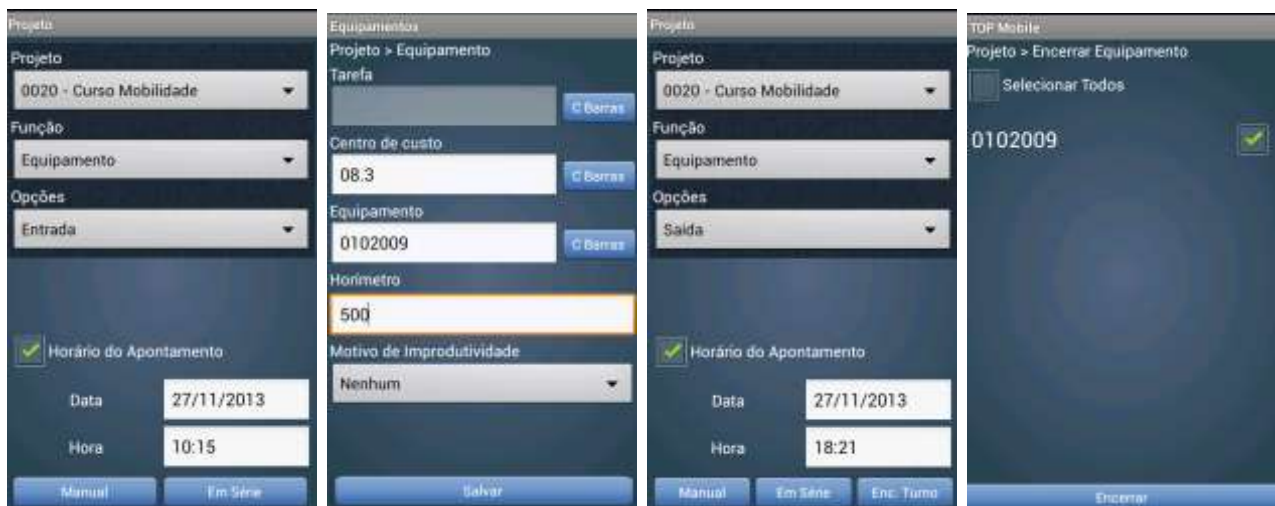 Projeto
Projeto
0020 - Curso Mobilidade
Função
Equipamento
Opções
Entrada
Horário do Apontamento
Data 27/11/2013
Hora 10:15
Manual Em Série
Equipamentos
Projeto > Equipamento
Tarefa
C Barras
Centro de custo
08.3
C Barras
Equipamento
0102009
C Barras
Horímetro
500
Motivo de Improdutividade
Nenhum
Salvar
Projeto
Projeto
0020 - Curso Mobilidade
Função
Equipamento
Opções
Saída
Horário do Apontamento
Data 27/11/2013
Hora 18:21
Manual Em Série Enc. Turno
TOP Mobile
Projeto > Encerrar Equipamento
Selecionar Todos
0102009
Encerrar